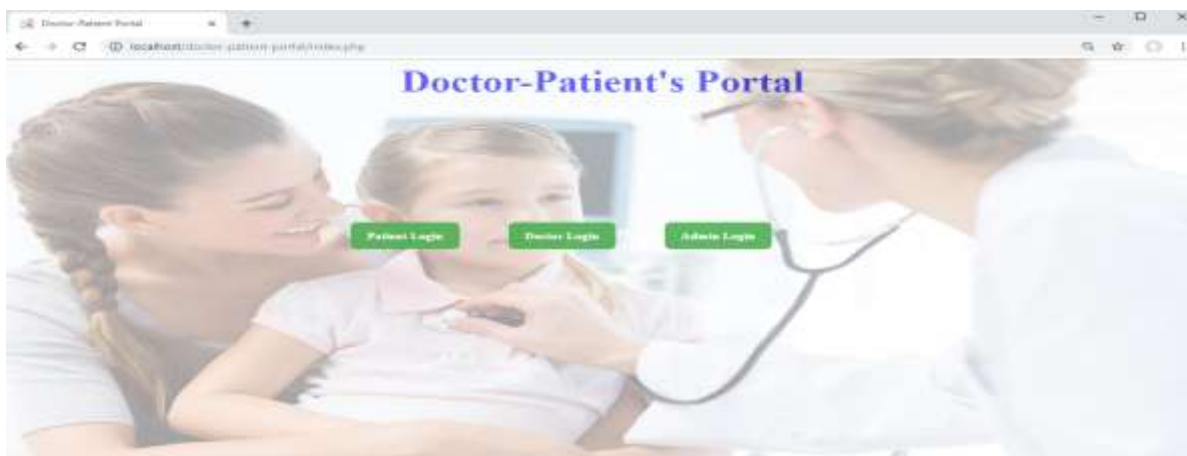 Doctor-Patient Portal
localhost/doctor-patient-portal/index.php
Doctor-Patient's Portal
Patient Login
Doctor Login
Admin Login